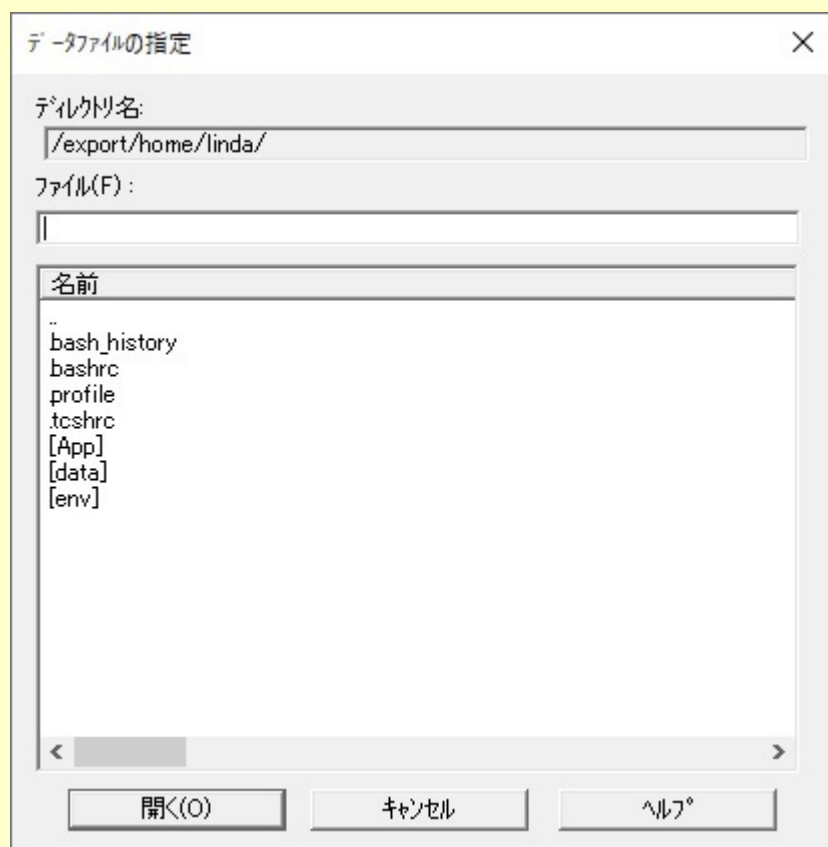 ﾃﾞｰﾀﾌｧｲﾙの指定
ﾃﾞｨﾚｸﾄﾘ名:
/export/home/linda/
ﾌｧｲﾙ(F) :
名前
..
.bash_history
.bashrc
.profile
.tcshrc
[App]
[data]
[env]
開く(O)
ｷｬﾝｾﾙ
ﾍﾙﾌﾟ